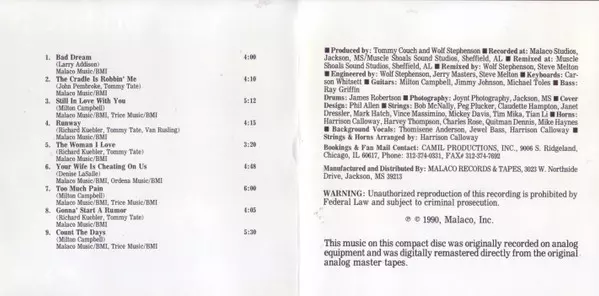 1. Bad Dream 4:00
(Larry Addison)
Malaco Music/BMI
2. The Cradle Is Robbin' Me 4:10
(John Pembroke, Tommy Tate)
Malaco Music/BMI
3. Still In Love With You 5:12
(Milton Campbell)
Malaco Music/BMI, Trice Music/BMI
4. Runway 4:15
(Richard Kuebler, Tommy Tate, Van Rusling)
Malaco Music/BMI
5. The Woman I Love 3:20
(Richard Kuebler, Tommy Tate)
Malaco Music/BMI
6. Your Wife Is Cheating On Us 4:48
(Denise LaSalle)
Malaco Music/BMI, Ordena Music/BMI
7. Too Much Pain 6:00
(Milton Campbell)
Malaco Music/BMI, Trice Music/BMI
8. Gonna' Start A Rumor 4:05
(Richard Kuebler, Tommy Tate)
Malaco Music/BMI
9. Count The Days 5:30
(Milton Campbell)
Malaco Music/BMI, Trice Music/BMI
■ Produced by: Tommy Couch and Wolf Stephenson ■ Recorded at: Malaco Studios,
Jackson, MS/Muscle Shoals Sound Studios, Sheffield, AL ■ Remixed at: Muscle
Shoals Sound Studios, Sheffield, AL ■ Remixed by: Wolf Stephenson, Steve Melton
■ Engineered by: Wolf Stephenson, Jerry Masters, Steve Melton ■ Keyboards: Car-
son Whitsett ■ Guitars: Milton Campbell, Jimmy Johnson, Michael Toles ■ Bass:
Ray Griffin
Drums: James Robertson ■ Photography: Joyst Photography, Jackson, MS ■ Cover
Design: Phil Allen ■ Strings: Bob McNally, Peg Plucker, Claudette Hampton, Janet
Dressler, Mark Hatch, Vince Massimino, Mickey Davis, Tim Mika, Tian Li ■ Horns:
Harrison Calloway, Harvey Thompson, Charles Rose, Quitman Dennis, Mike Haynes
■ Background Vocals: Thomisene Anderson, Jewel Bass, Harrison Calloway ■
Strings & Horns Arranged by: Harrison Calloway
Bookings & Fan Mail Contact: CAMIL PRODUCTIONS, INC., 9006 S. Ridgeland,
Chicago, IL 60617, Phone: 312-374-0331, FAX# 312-374-7692
Manufactured and Distributed By: MALACO RECORDS & TAPES, 3023 W. Northside
Drive, Jackson, MS 39213
WARNING: Unauthorized reproduction of this recording is prohibited by
Federal Law and subject to criminal prosecution.
℗ © 1990, Malaco, Inc.
This music on this compact disc was originally recorded on analog
equipment and was digitally remastered directly from the original
analog master tapes.